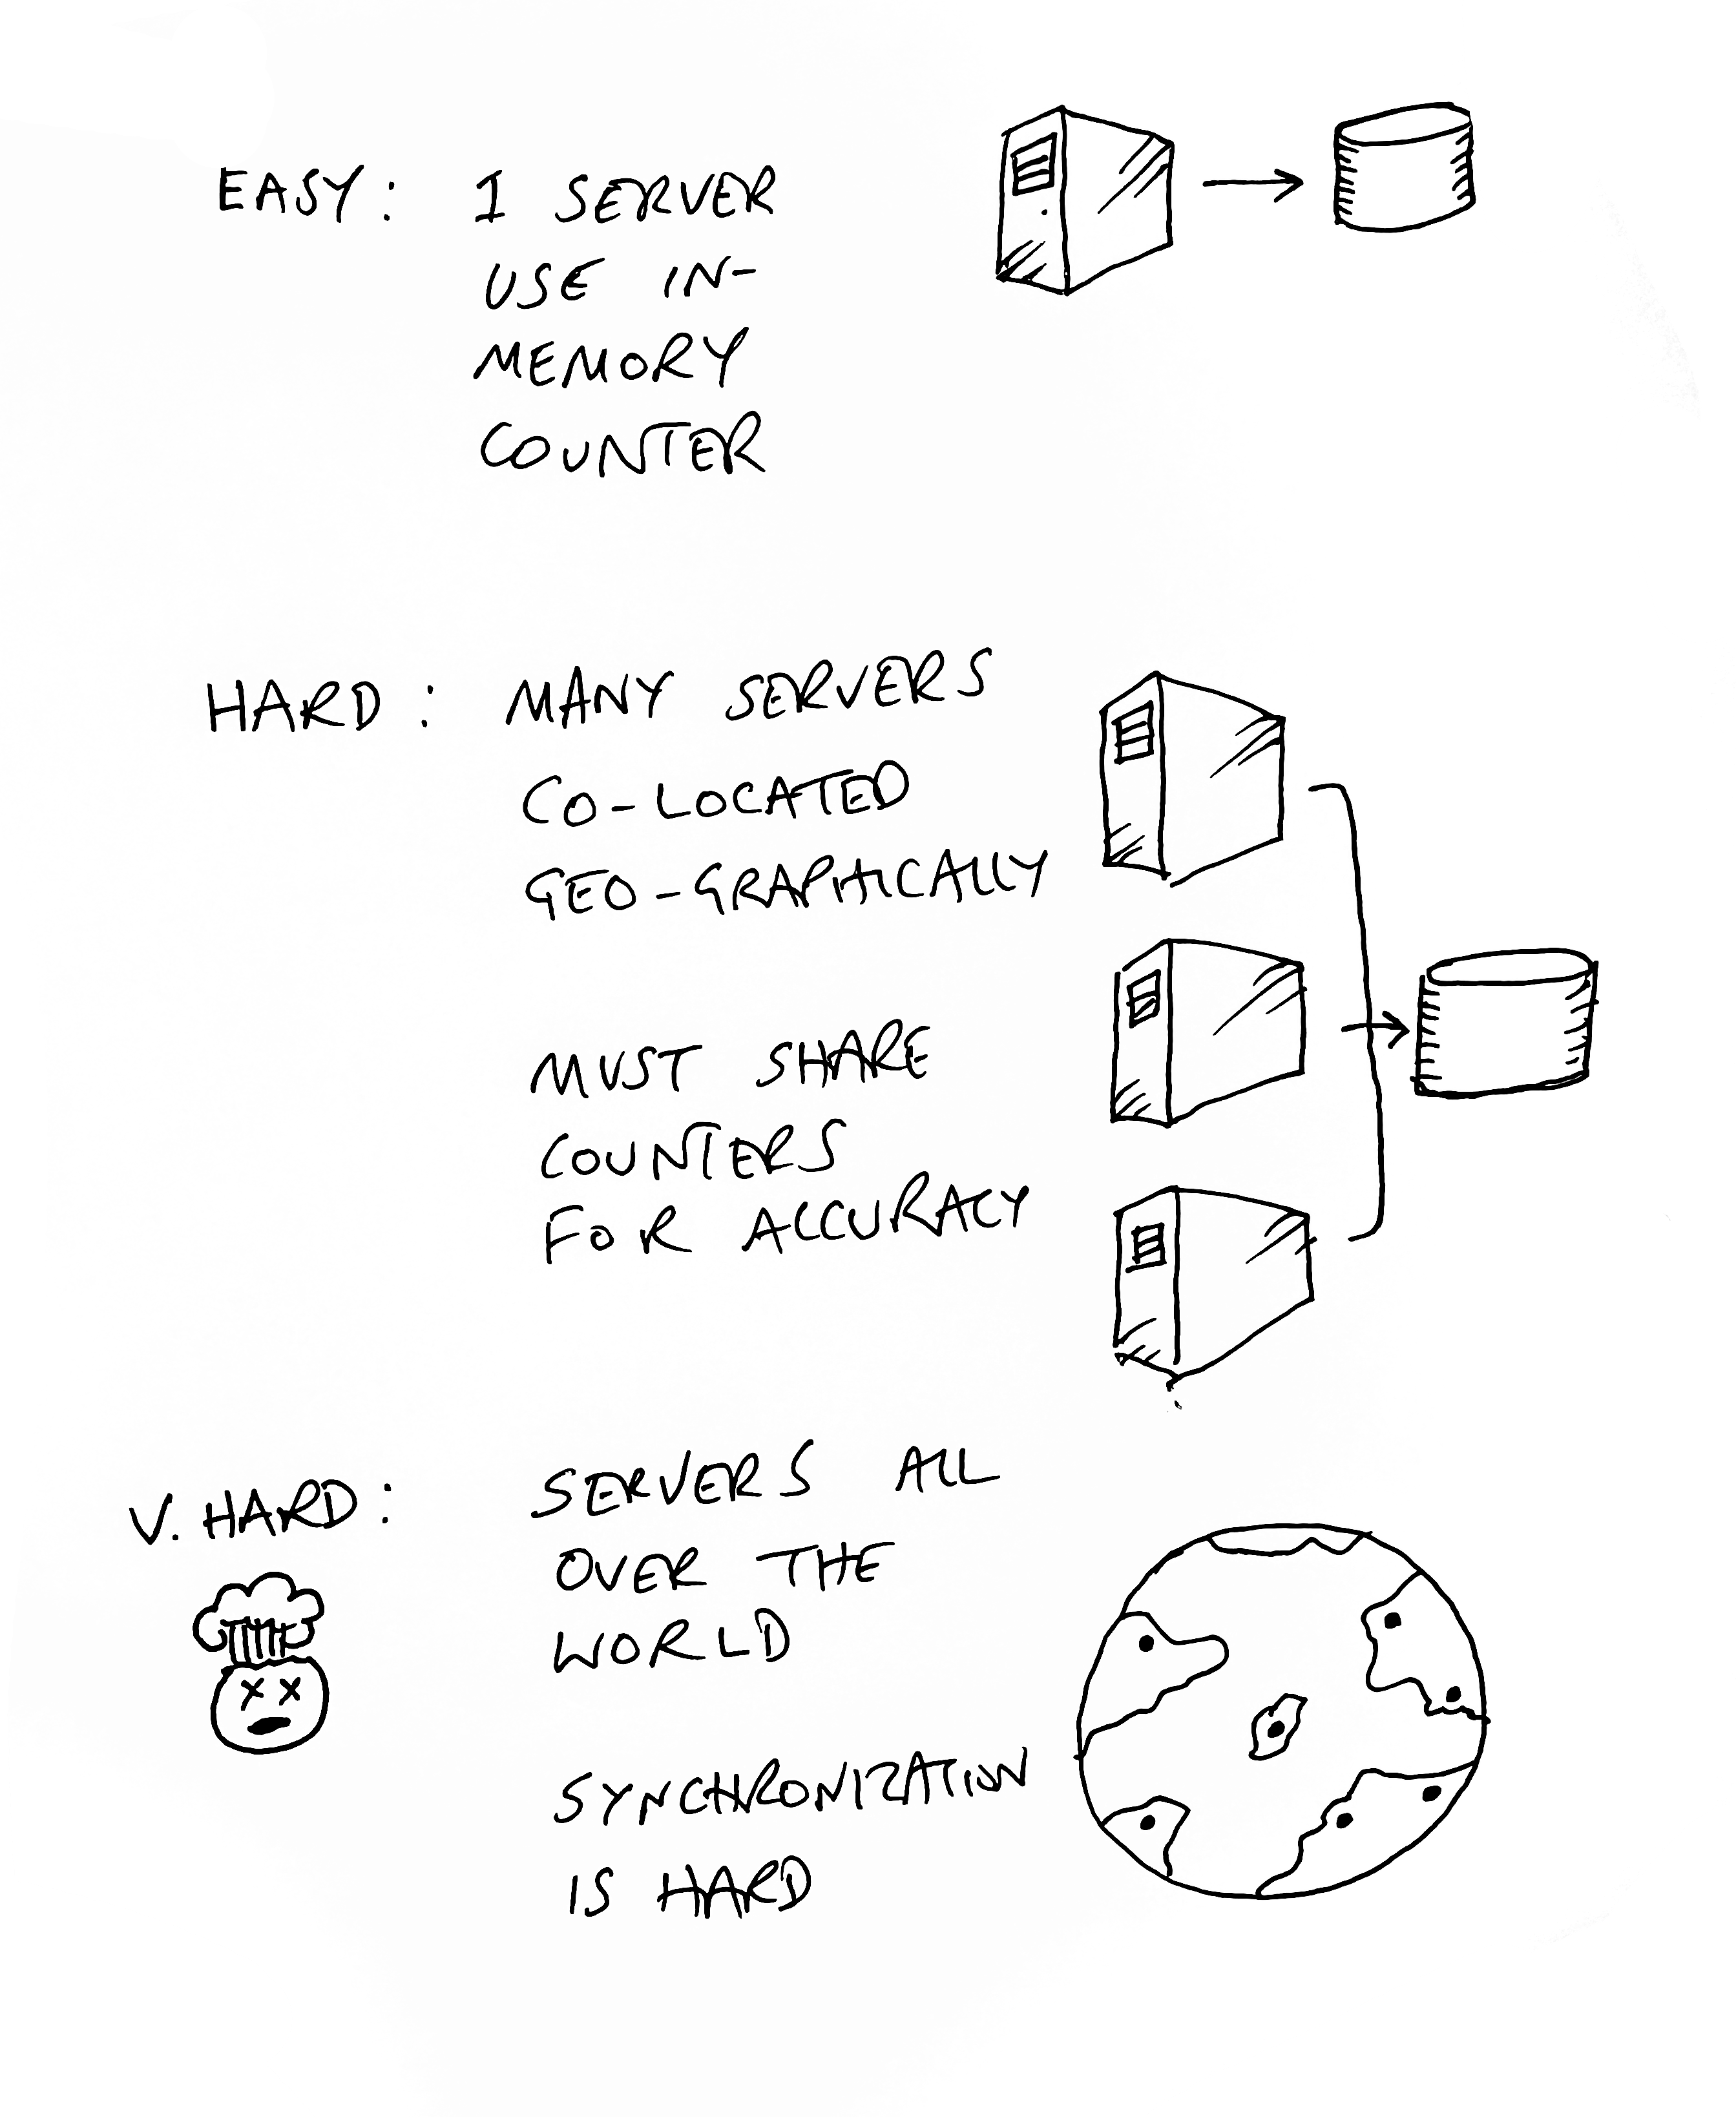 EASY: 1 SERVER
USE IN-
MEMORY
COUNTER
HARD: MANY SERVERS
CO-LOCATED
GEO-GRAPHICALLY
MUST SHARE
COUNTERS
FOR ACCURACY
V. HARD: SERVERS ALL
OVER THE
WORLD
SYNCHRONIZATION
IS HARD